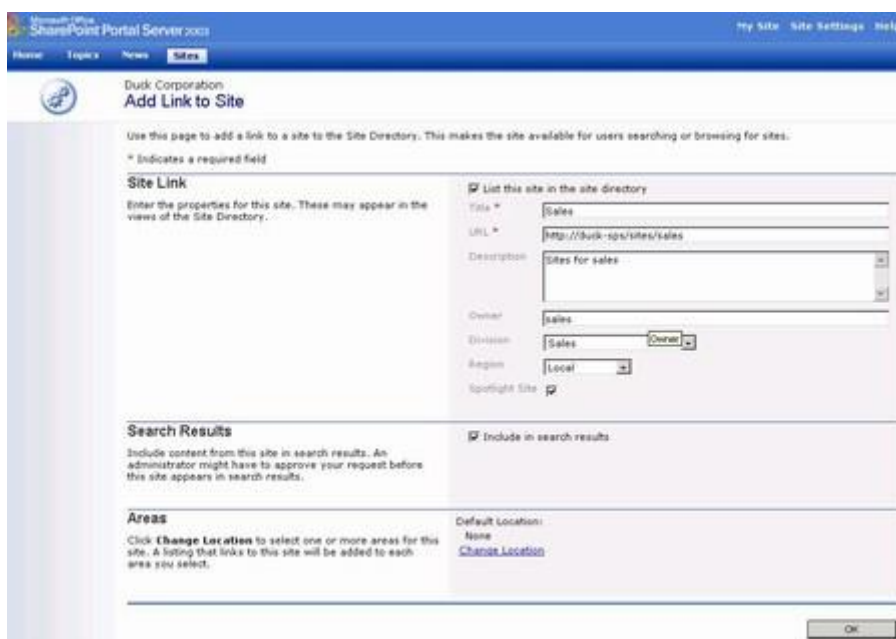 Microsoft Office
SharePoint Portal Server 2003
My Site Site Settings Help
Home Topics News Sites
Duck Corporation
Add Link to Site
Use this page to add a link to a site to the Site Directory. This makes the site available for users searching or browsing for sites.
* Indicates a required field
Site Link
Enter the properties for this site. These may appear in the
views of the Site Directory.
List this site in the site directory
Title *
Sales
URL *
http://duck-sps/sites/sales
Description
Sites for sales
Owner
sales
Division
Sales
Owner
Region
Local
Spotlight Site
Search Results
Include content from this site in search results. An
administrator might have to approve your request before
this site appears in search results.
Include in search results
Areas
Click Change Location to select one or more areas for this
site. A listing that links to this site will be added to each
area you select.
Default Location:
None
Change Location
OK